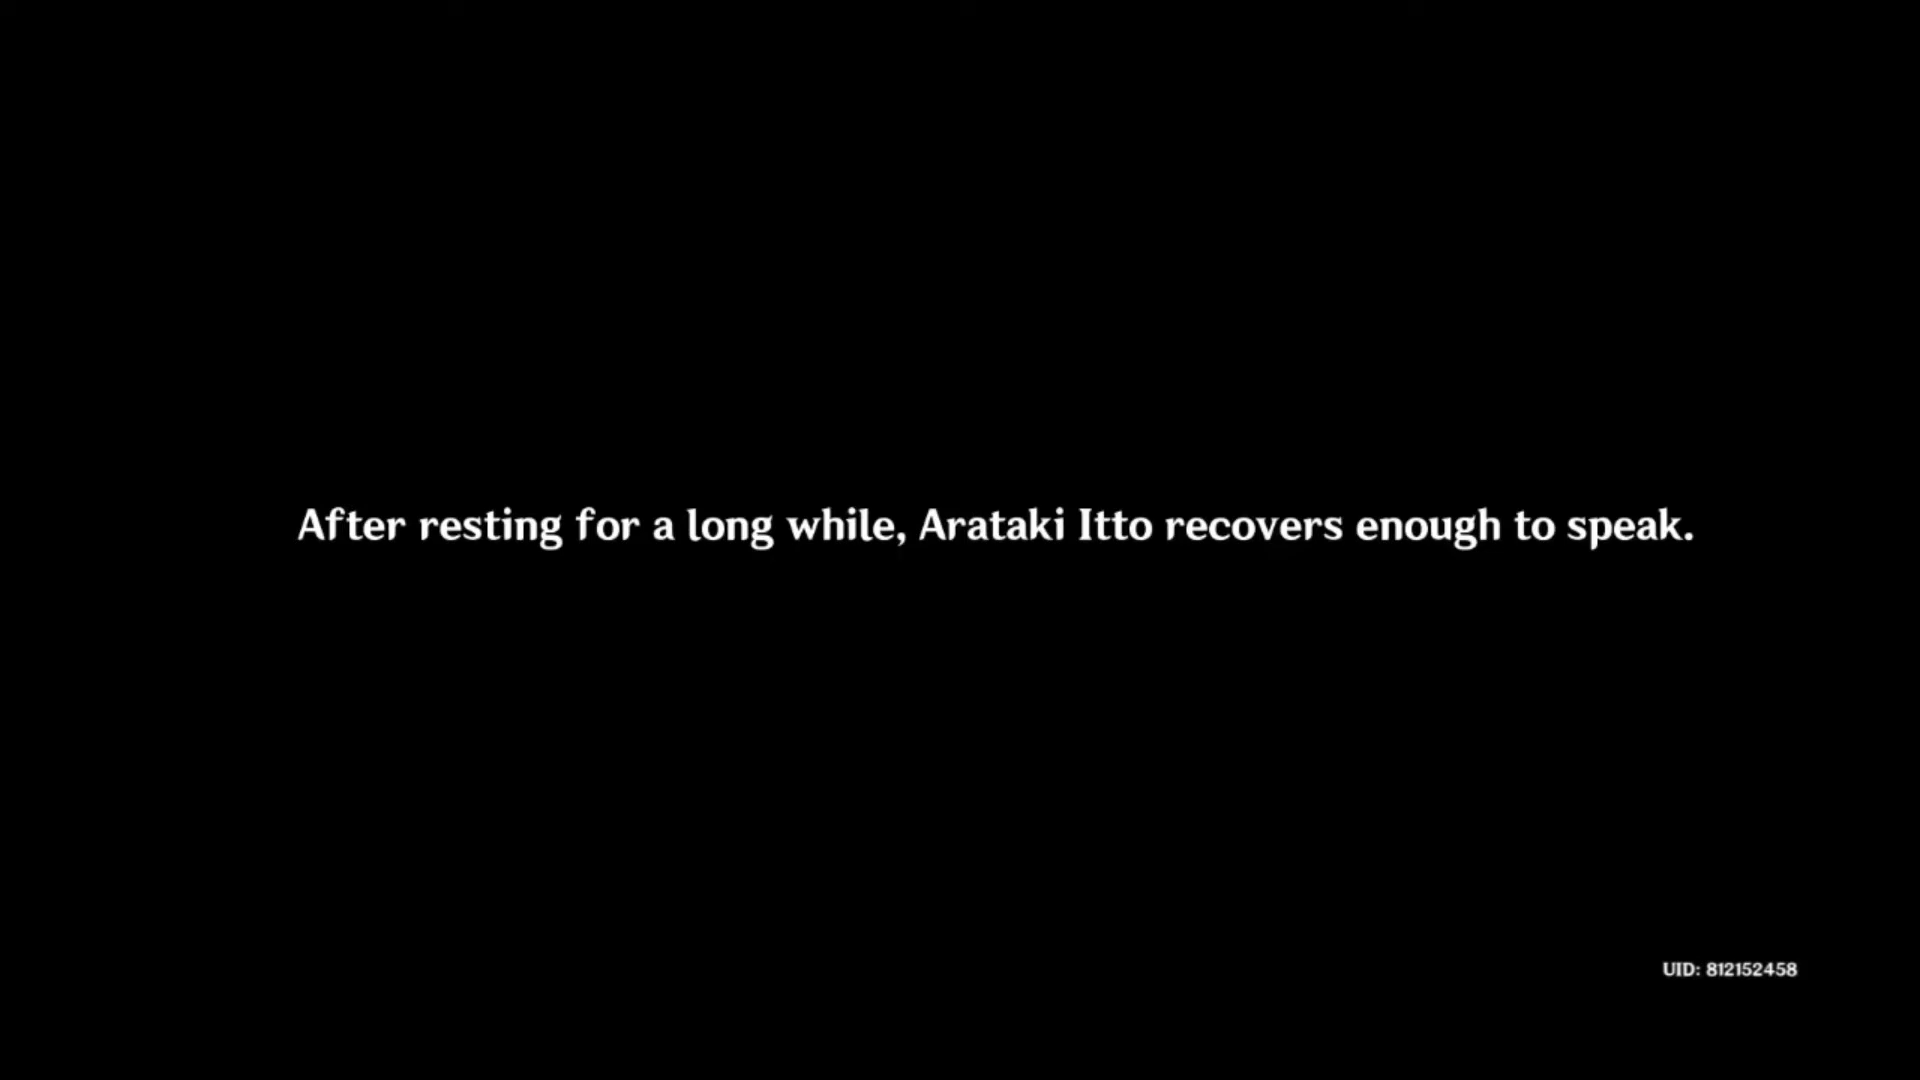 After resting for a long while, Arataki Itto recovers enough to speak.
UID: 812152458